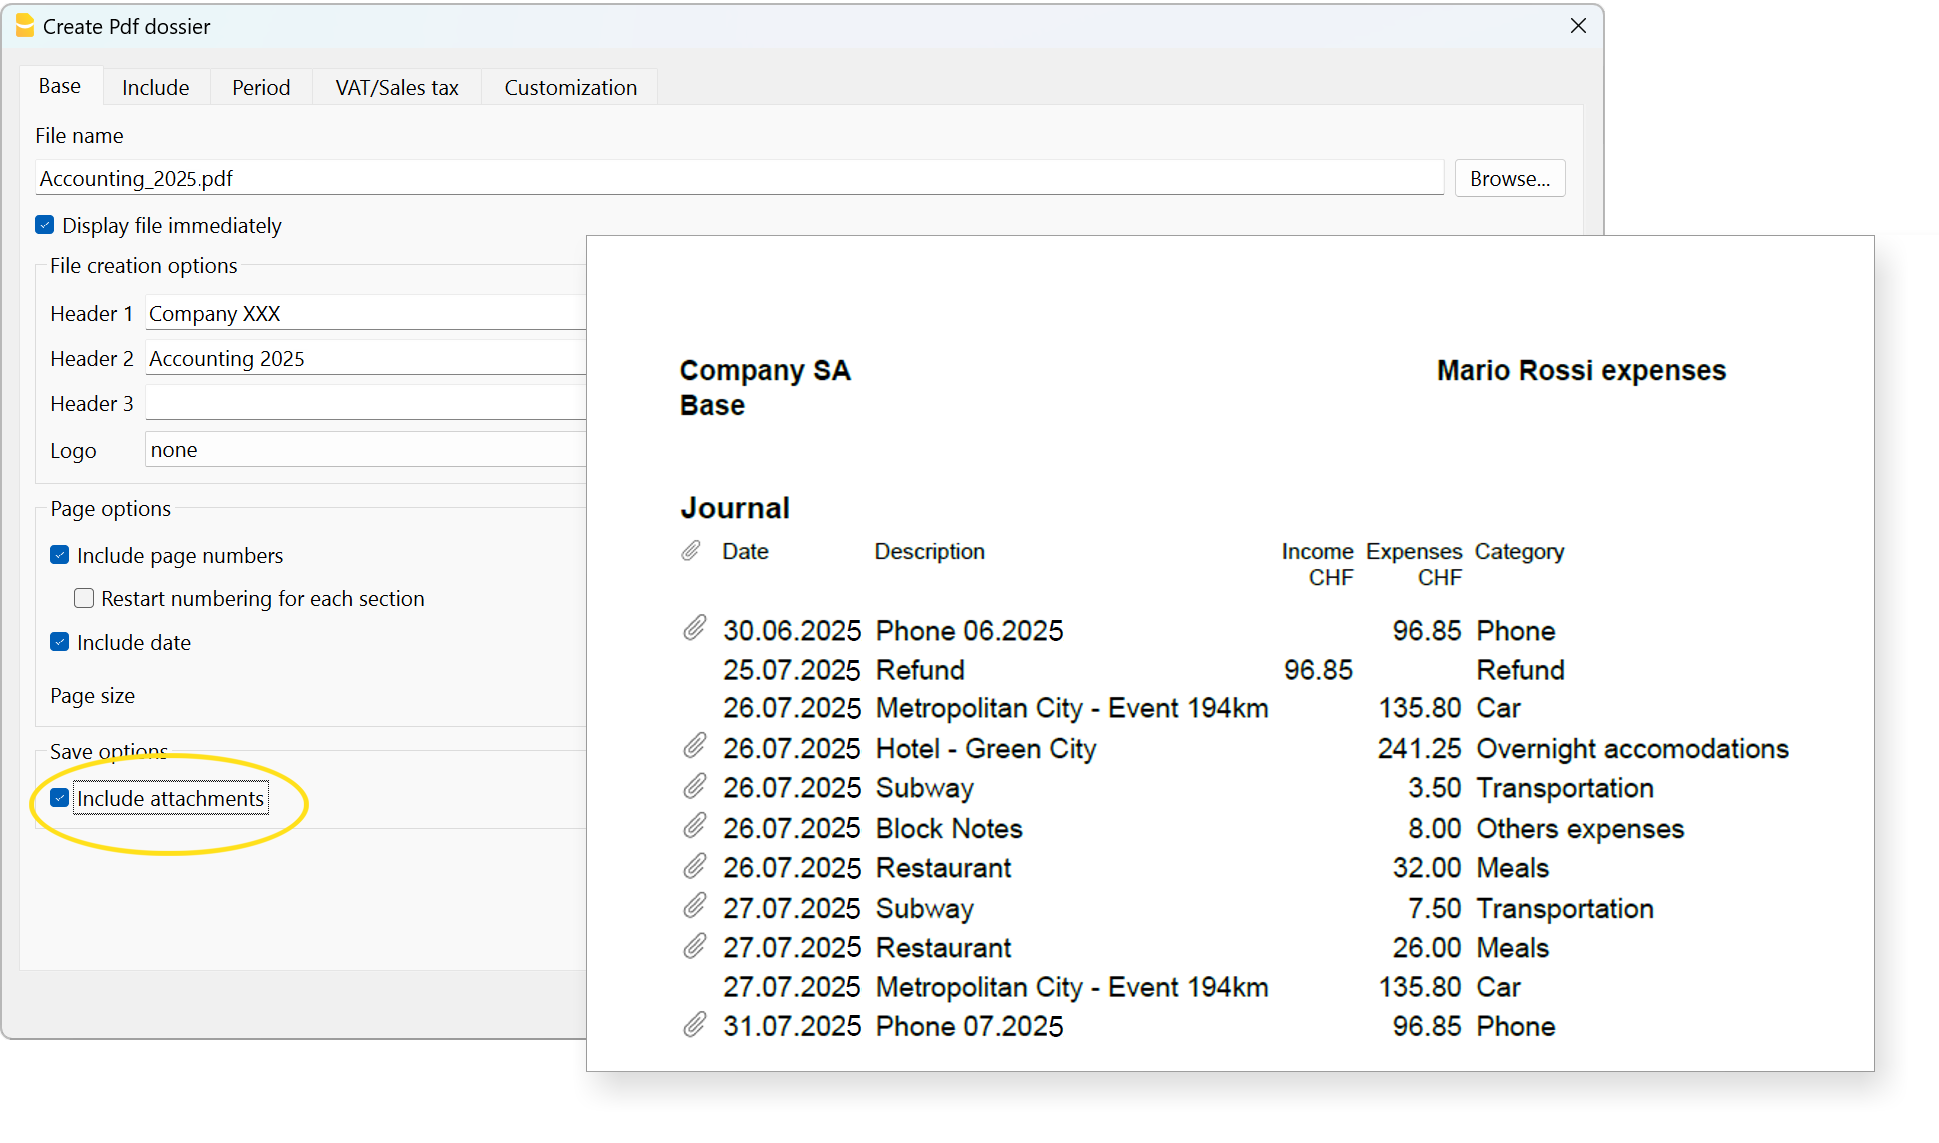 Create Pdf dossier
Base Include Period VAT/Sales tax Customization
File name
Accounting_2025.pdf Browse...
Display file immediately
File creation options
Header 1 Company XXX
Header 2 Accounting 2025
Header 3
Logo none
Page options
Include page numbers
Restart numbering for each section
Include date
Page size
Save options
Include attachments
Company SA Mario Rossi expenses
Base
Journal
Date Description Income Expenses Category
CHF CHF
30.06.2025 Phone 06.2025 96.85 Phone
25.07.2025 Refund 96.85 Refund
26.07.2025 Metropolitan City - Event 194km 135.80 Car
26.07.2025 Hotel - Green City 241.25 Overnight accomodations
26.07.2025 Subway 3.50 Transportation
26.07.2025 Block Notes 8.00 Others expenses
26.07.2025 Restaurant 32.00 Meals
27.07.2025 Subway 7.50 Transportation
27.07.2025 Restaurant 26.00 Meals
27.07.2025 Metropolitan City - Event 194km 135.80 Car
31.07.2025 Phone 07.2025 96.85 Phone